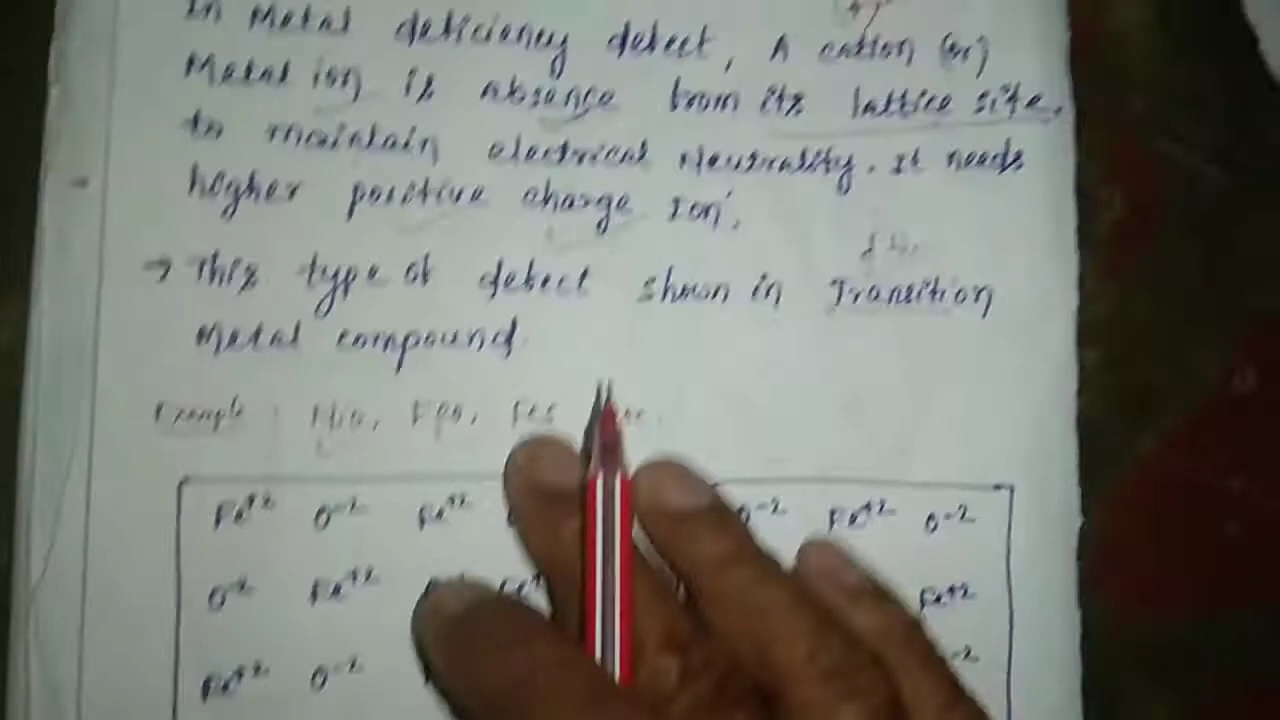 In Metal deficiency defect, A cation (or)
Metal ion is absence from its lattice site.
to maintain electrical Neutrality. It needs
higher positive charge Ion.
→ This type of defect shown in Transition
Metal compound.
Example : Nio, Feo, Fes
Fe+2 O-2 Fe+2 O-2 Fe+2 O-2
O-2 Fe+2 Fe+2
Fe+2 O-2 -2